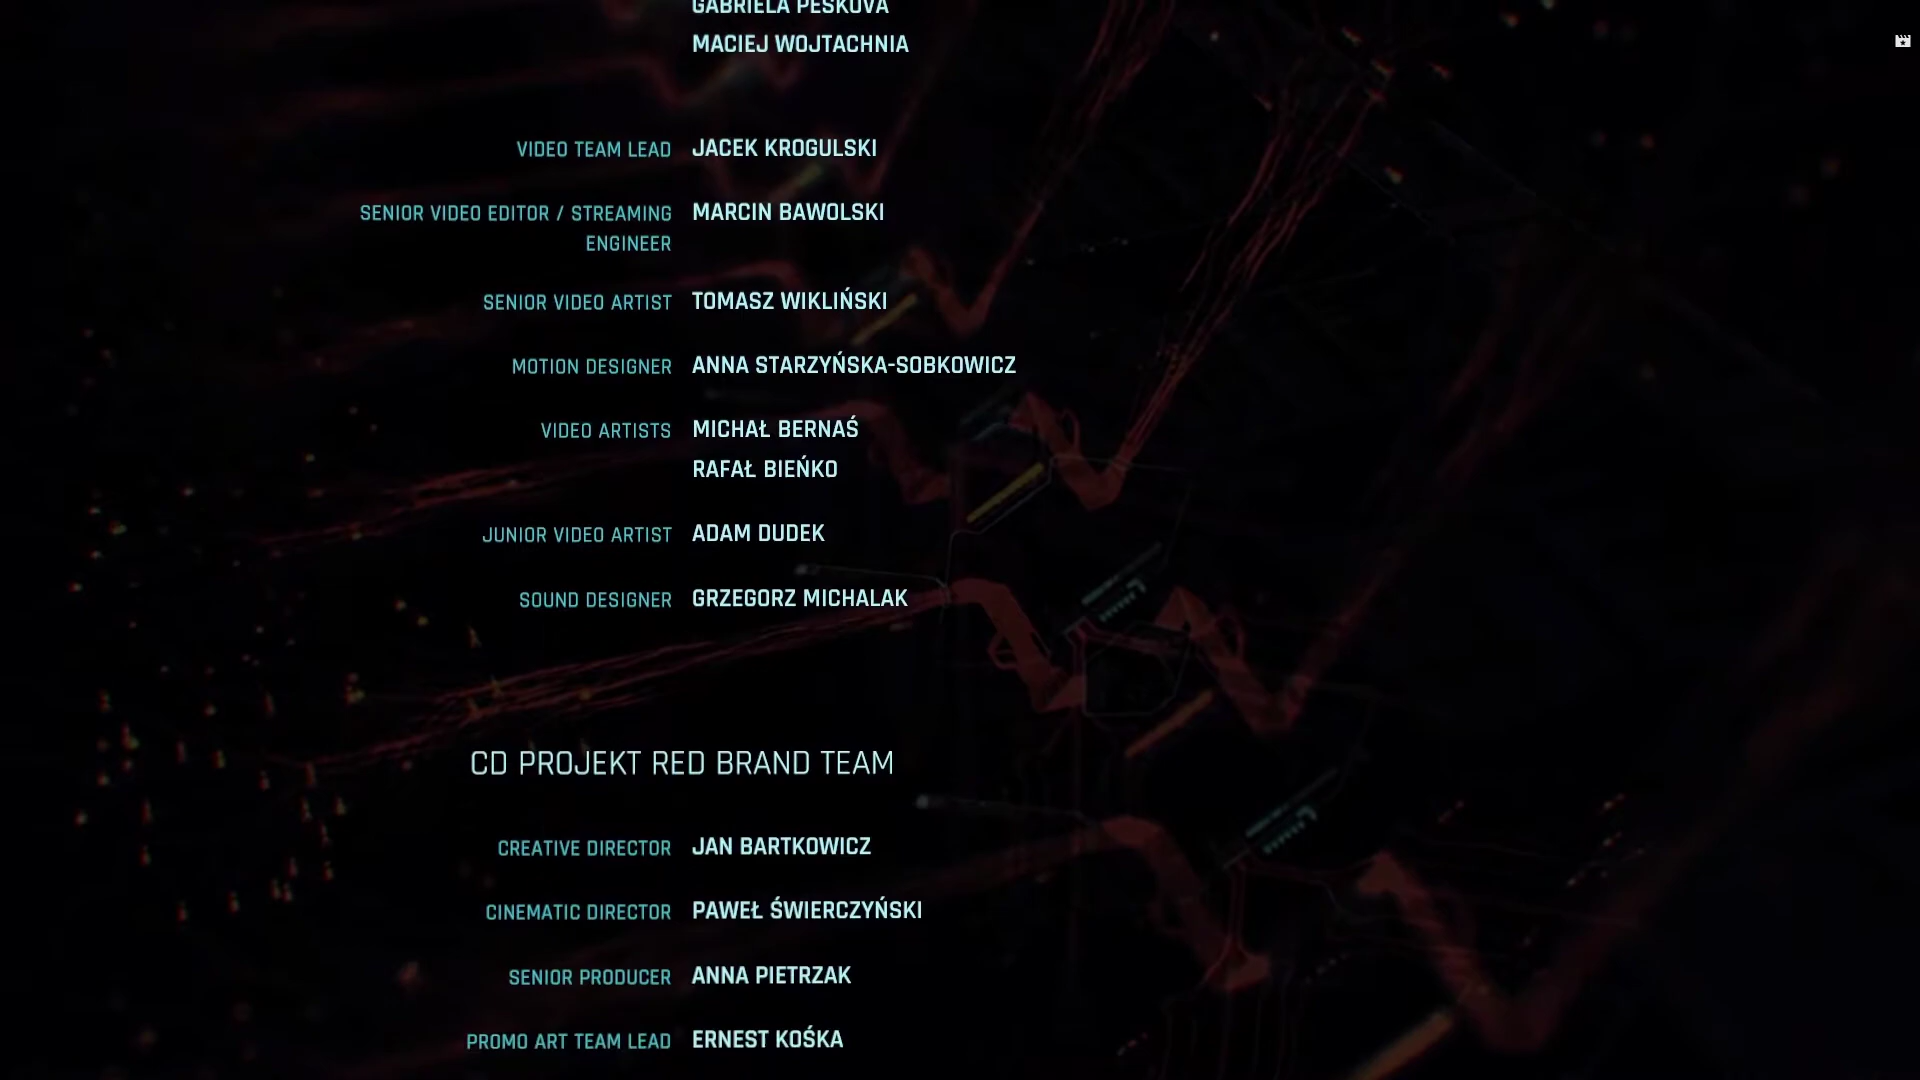 GABRIELA PESKOVA
MACIEJ WOJTACHNIA
VIDEO TEAM LEAD JACEK KROGULSKI
SENIOR VIDEO EDITOR / STREAMING MARCIN BAWOLSKI
ENGINEER
SENIOR VIDEO ARTIST TOMASZ WIKLIŃSKI
MOTION DESIGNER ANNA STARZYŃSKA-SOBKOWICZ
VIDEO ARTISTS MICHAŁ BERNAŚ
RAFAŁ BIEŃKO
JUNIOR VIDEO ARTIST ADAM DUDEK
SOUND DESIGNER GRZEGORZ MICHALAK
CD PROJEKT RED BRAND TEAM
CREATIVE DIRECTOR JAN BARTKOWICZ
CINEMATIC DIRECTOR PAWEŁ ŚWIERCZYŃSKI
SENIOR PRODUCER ANNA PIETRZAK
PROMO ART TEAM LEAD ERNEST KOŚKA